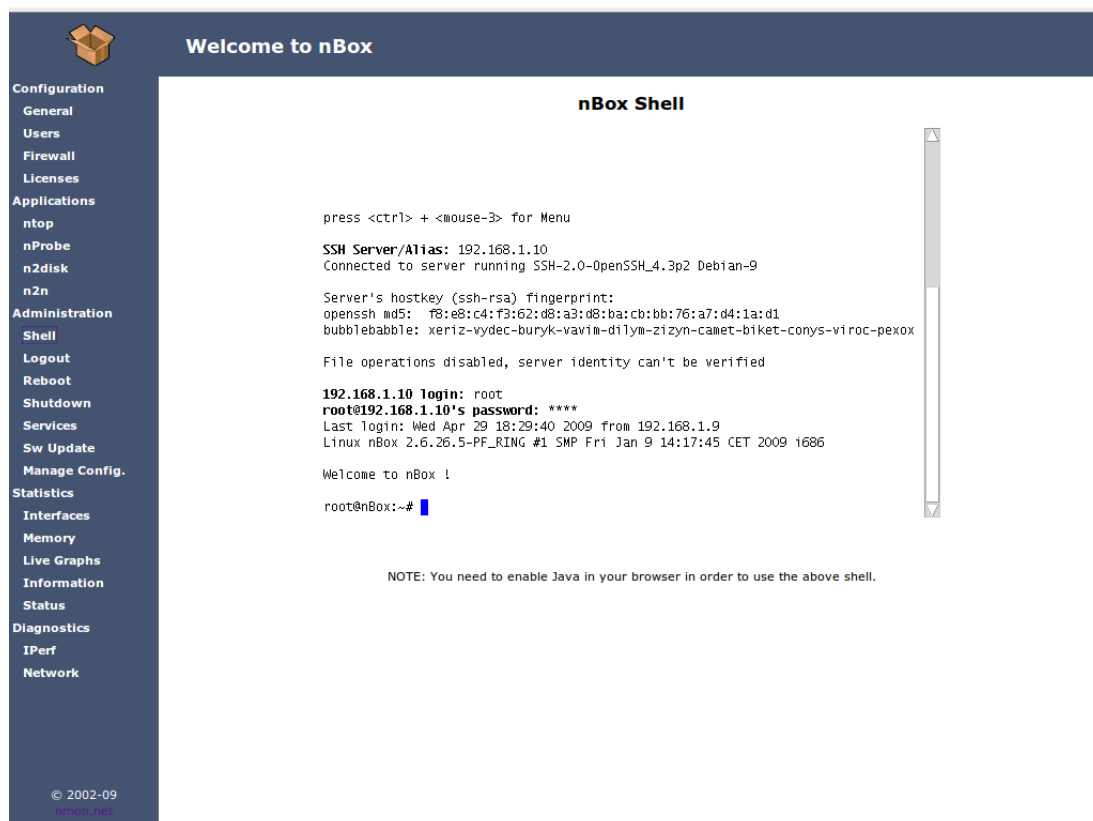 Welcome to nBox
Configuration
General
Users
Firewall
Licenses
Applications
ntop
nProbe
n2disk
n2n
Administration
Shell
Logout
Reboot
Shutdown
Services
Sw Update
Manage Config.
Statistics
Interfaces
Memory
Live Graphs
Information
Status
Diagnostics
IPerf
Network
© 2002-09
nmon.net
nBox Shell
press <ctrl> + <mouse-3> for Menu
SSH Server/Alias: 192.168.1.10
Connected to server running SSH-2.0-OpenSSH_4.3p2 Debian-9
Server's hostkey (ssh-rsa) fingerprint:
openssh md5:  f8:e8:c4:f3:62:d8:a3:d8:ba:cb:bb:76:a7:d4:1a:d1
bubblebabble: xeriz-vydec-buryk-vavim-dilym-zizyn-camet-biket-conys-viroc-pexox
File operations disabled, server identity can't be verified
192.168.1.10 login: root
root@192.168.1.10's password: ****
Last login: Wed Apr 29 18:29:40 2009 from 192.168.1.9
Linux nBox 2.6.26.5-PF_RING #1 SMP Fri Jan 9 14:17:45 CET 2009 i686
Welcome to nBox !
root@nBox:~#
NOTE: You need to enable Java in your browser in order to use the above shell.